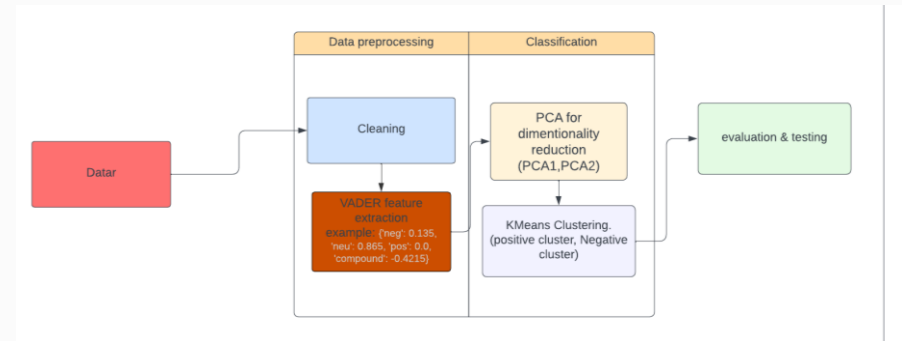 Data preprocessing
Classification
Datar
Cleaning
VADER feature
extraction
example: {'neg': 0.135,
'neu': 0.865, 'pos': 0.0,
'compound': -0.4215}
PCA for
dimentionality
reduction
(PCA1,PCA2)
KMeans Clustering.
(positive cluster, Negative
cluster)
evaluation & testing